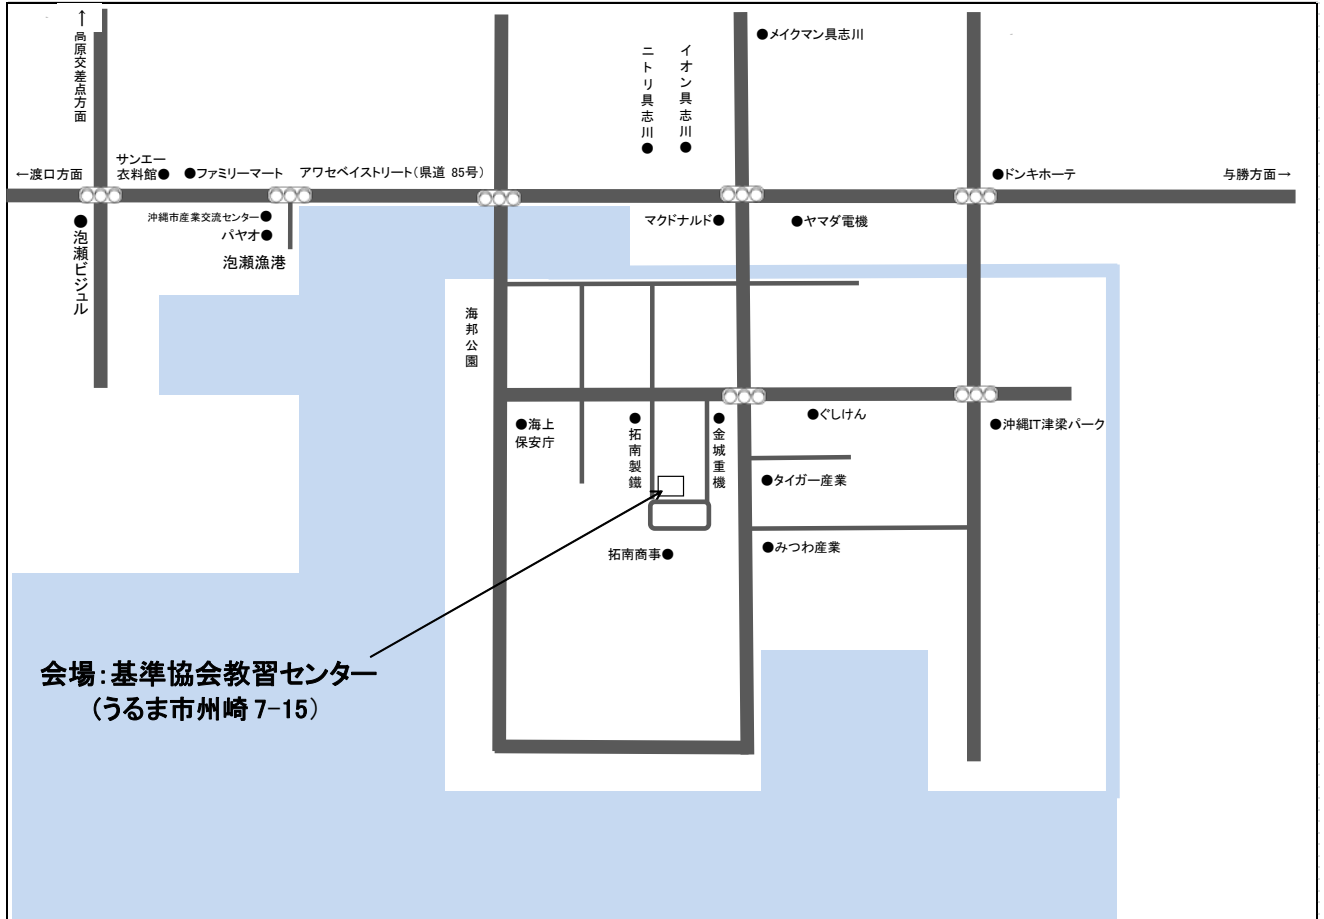 ↑高原交差点方面
ニトリ具志川●
イオン具志川●
●メイクマン具志川
←渡口方面
サンエー
衣料館●
●ファミリーマート
アワセベイストリート(県道 85号)
●ドンキホーテ
与勝方面→
●泡瀬ビジュル
沖縄市産業交流センター●
パヤオ●
泡瀬漁港
マクドナルド●
●ヤマダ電機
海邦公園
●海上
保安庁
●拓南製鐵
●金城重機
●ぐしけん
●沖縄IT津梁パーク
●タイガー産業
拓南商事●
●みつわ産業
会場:基準協会教習センター
(うるま市州崎 7-15)